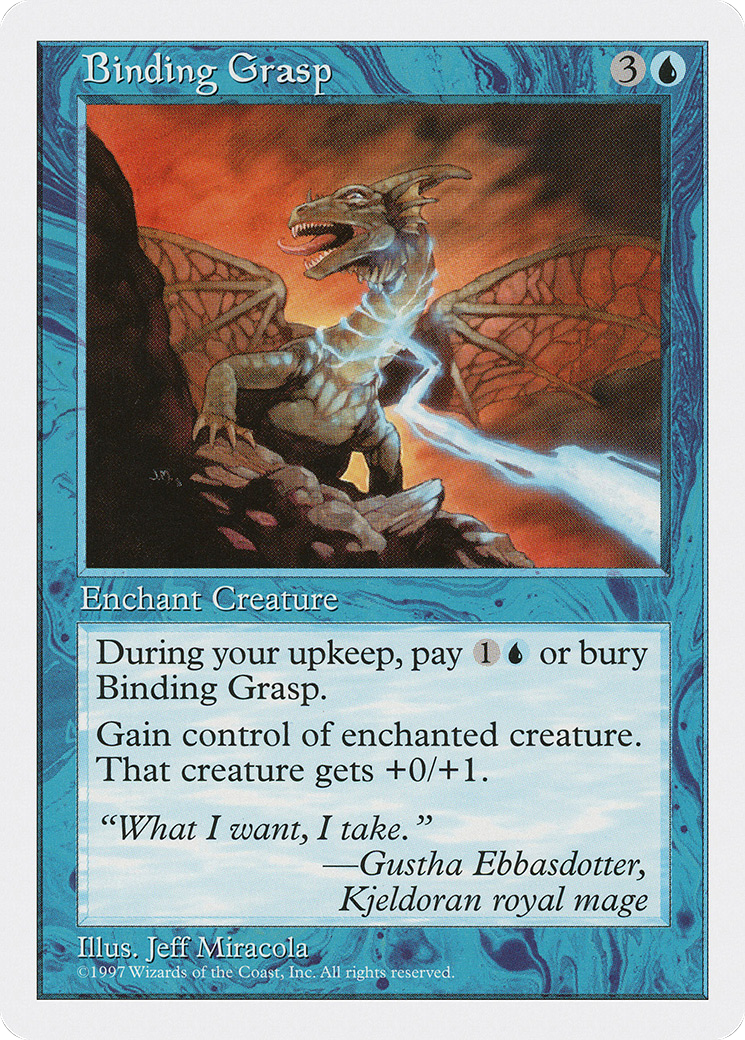 Binding Grasp 3
J.M.
Enchant Creature
During your upkeep, pay 1 or bury
Binding Grasp.
Gain control of enchanted creature.
That creature gets +0/+1.
“What I want, I take.”
—Gustha Ebbasdotter,
Kjeldoran royal mage
Illus. Jeff Miracola
©1997 Wizards of the Coast, Inc. All rights reserved.